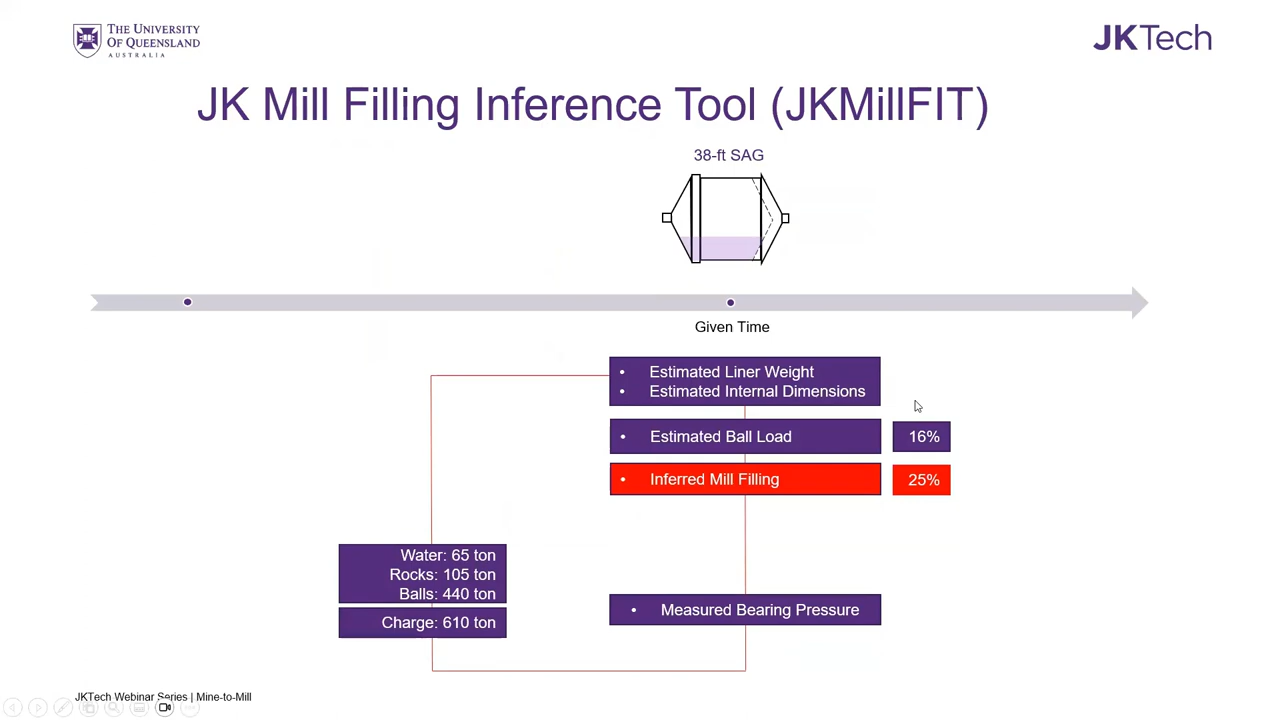 THE UNIVERSITY
OF QUEENSLAND
AUSTRALIA
JKTech
JK Mill Filling Inference Tool (JKMillFIT)
38-ft SAG
Given Time
• Estimated Liner Weight
• Estimated Internal Dimensions
• Estimated Ball Load
16%
• Inferred Mill Filling
25%
Water: 65 ton
Rocks: 105 ton
Balls: 440 ton
Charge: 610 ton
• Measured Bearing Pressure
JKTech Webinar Series | Mine-to-Mill